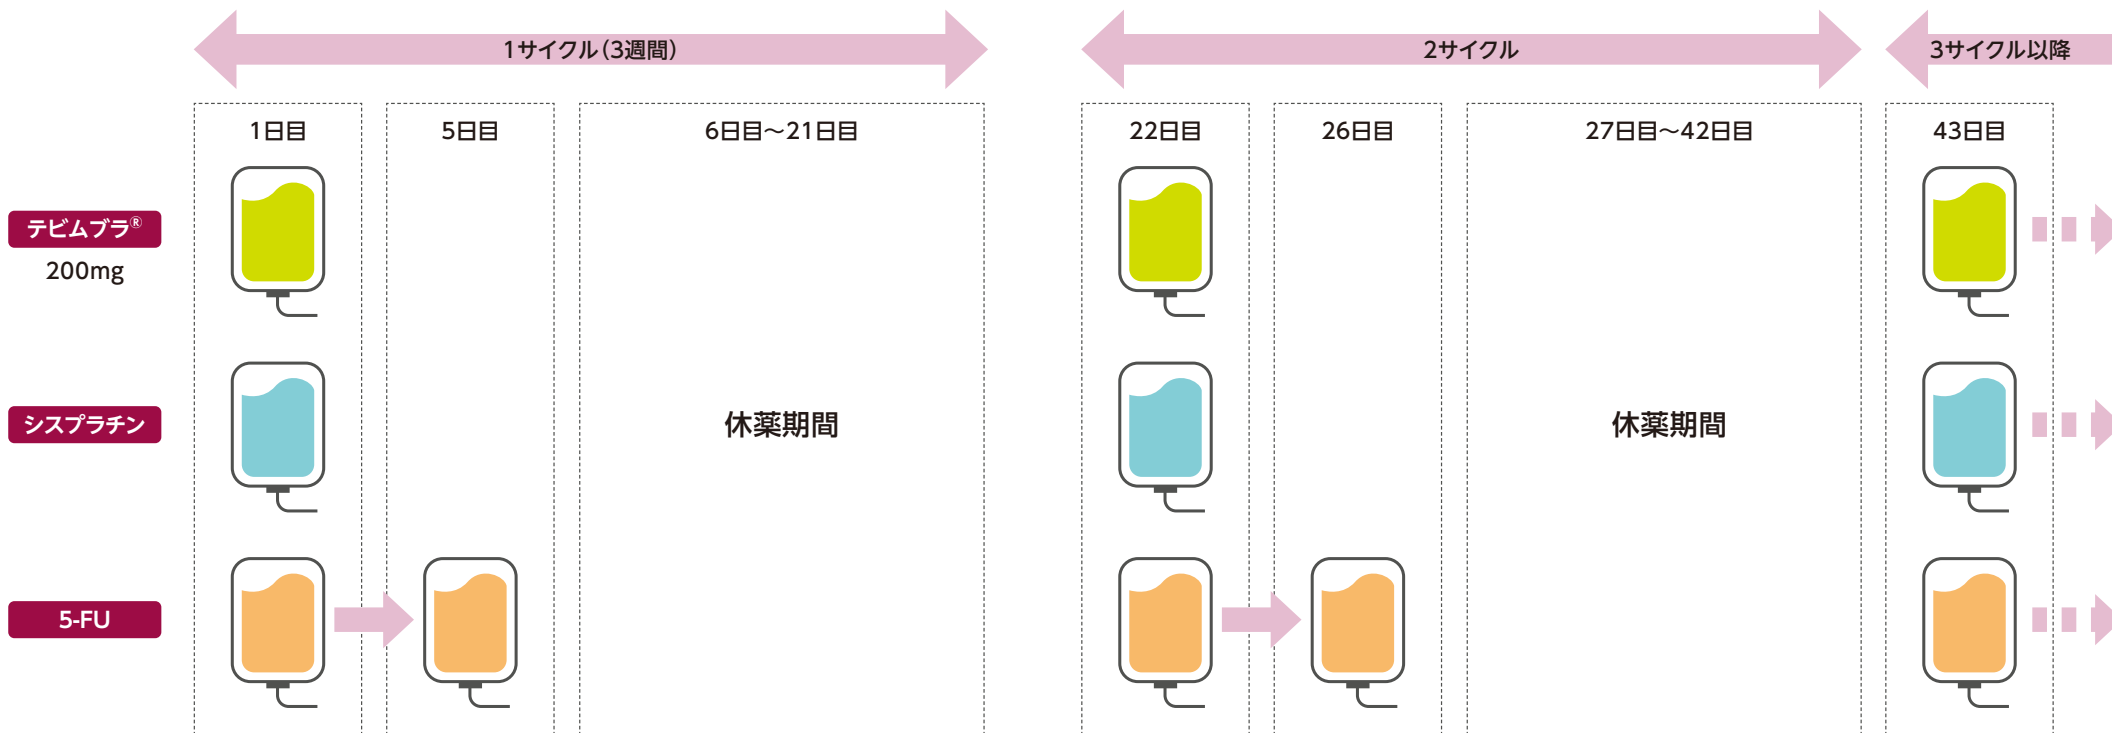 1サイクル(3週間)
2サイクル
3サイクル以降
1日目
5日目
6日目～21日目
22日目
26日目
27日目～42日目
43日目
テビムブラ®
200mg
シスプラチン
休薬期間
休薬期間
5-FU